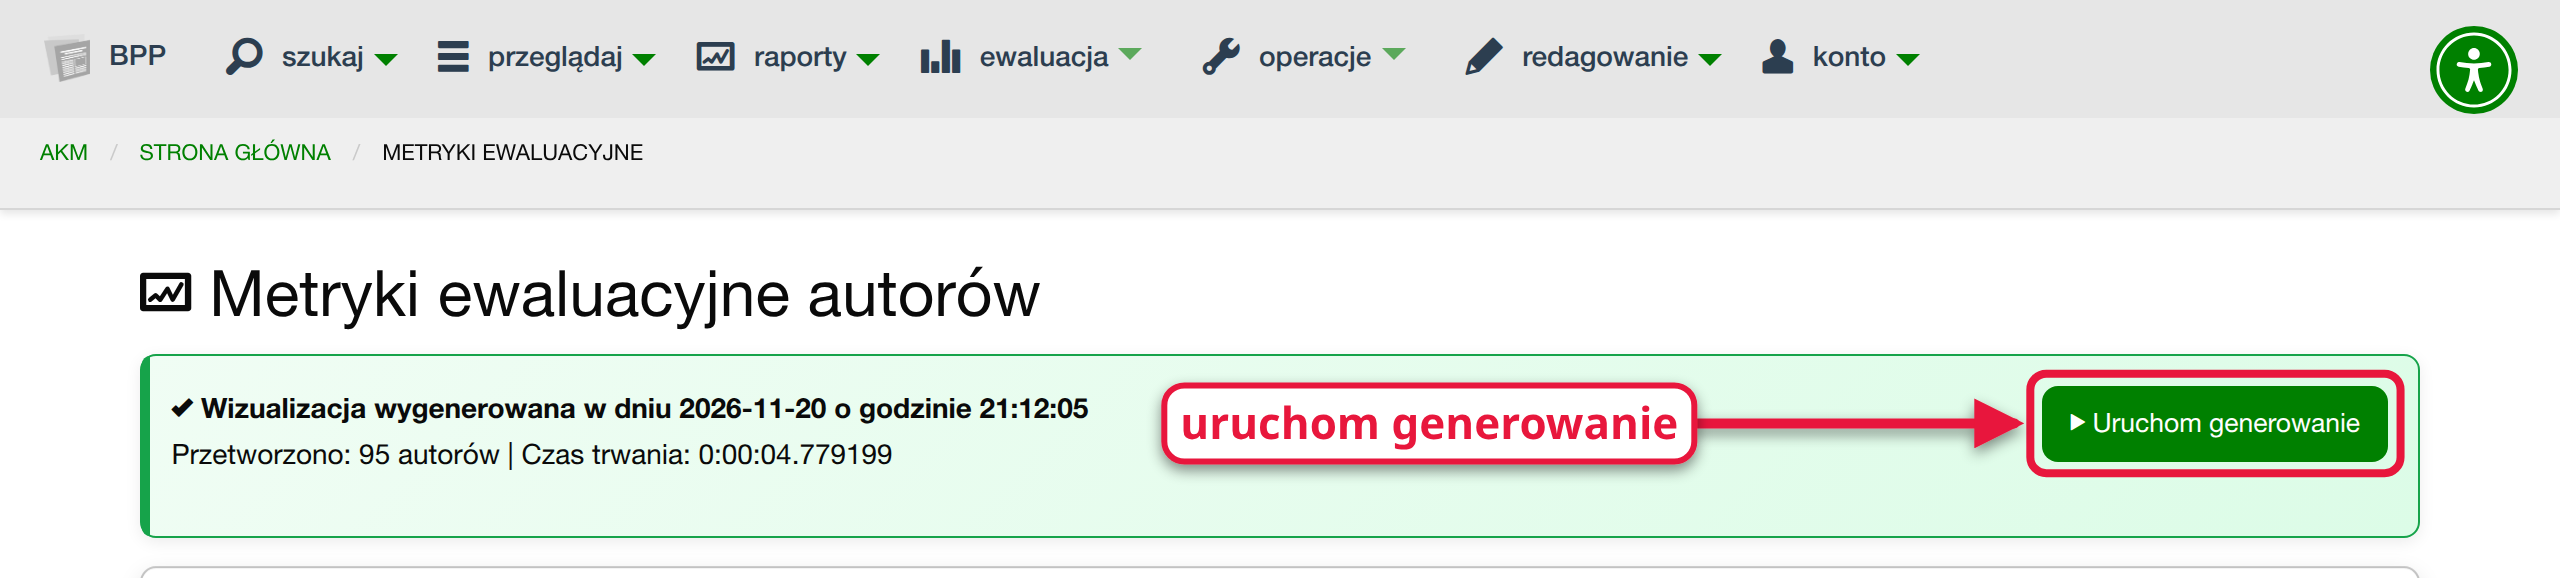 BPP szukaj przeglądaj raporty ewaluacja operacje redagowanie konto
AKM / STRONA GŁÓWNA / METRYKI EWALUACYJNE
Metryki ewaluacyjne autorów
Wizualizacja wygenerowana w dniu 2026-11-20 o godzinie 21:12:05
Przetworzono: 95 autorów | Czas trwania: 0:00:04.779199
uruchom generowanie
Uruchom generowanie